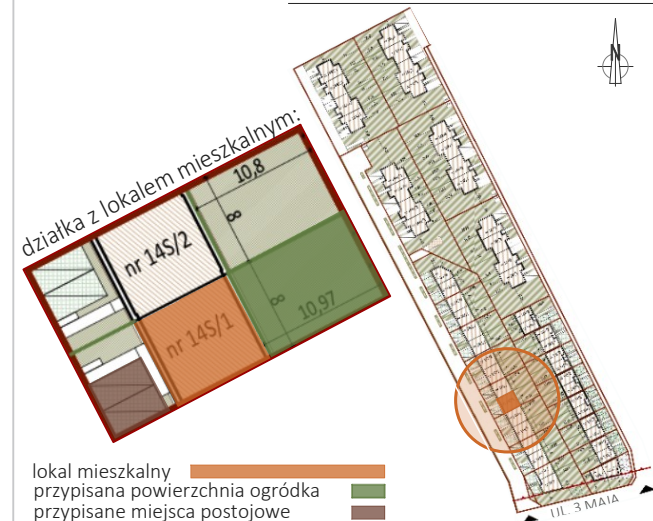 N
działka z lokalem mieszkalnym:
10,8
8
nr 14S/2
8
nr 14S/1
10,97
lokal mieszkalny
przypisana powierzchnia ogródka
przypisane miejsca postojowe
UL. 3 MAJA